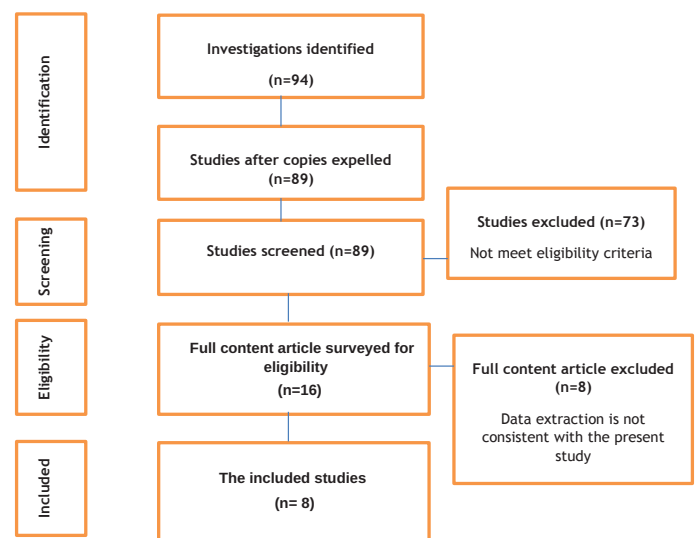 Identification
Investigations identified
(n=94)
Studies after copies expelled
(n=89)
Screening
Studies screened (n=89)
Studies excluded (n=73)
Not meet eligibility criteria
Eligibility
Full content article surveyed for
eligibility
(n=16)
Full content article excluded
(n=8)
Data extraction is not
consistent with the present
study
Included
The included studies
(n= 8)